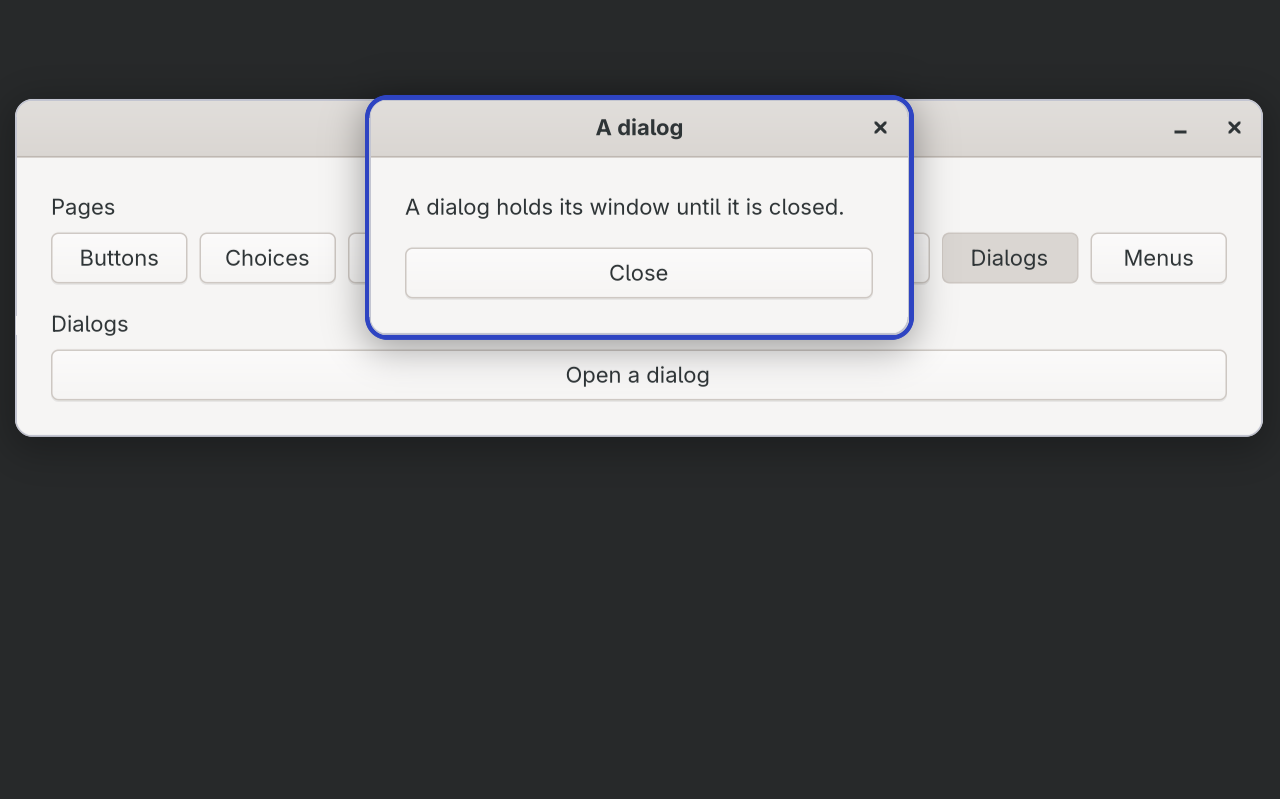 A dialog
Pages
A dialog holds its window until it is closed.
Buttons Choices Dialogs Menus
Close
Dialogs
Open a dialog